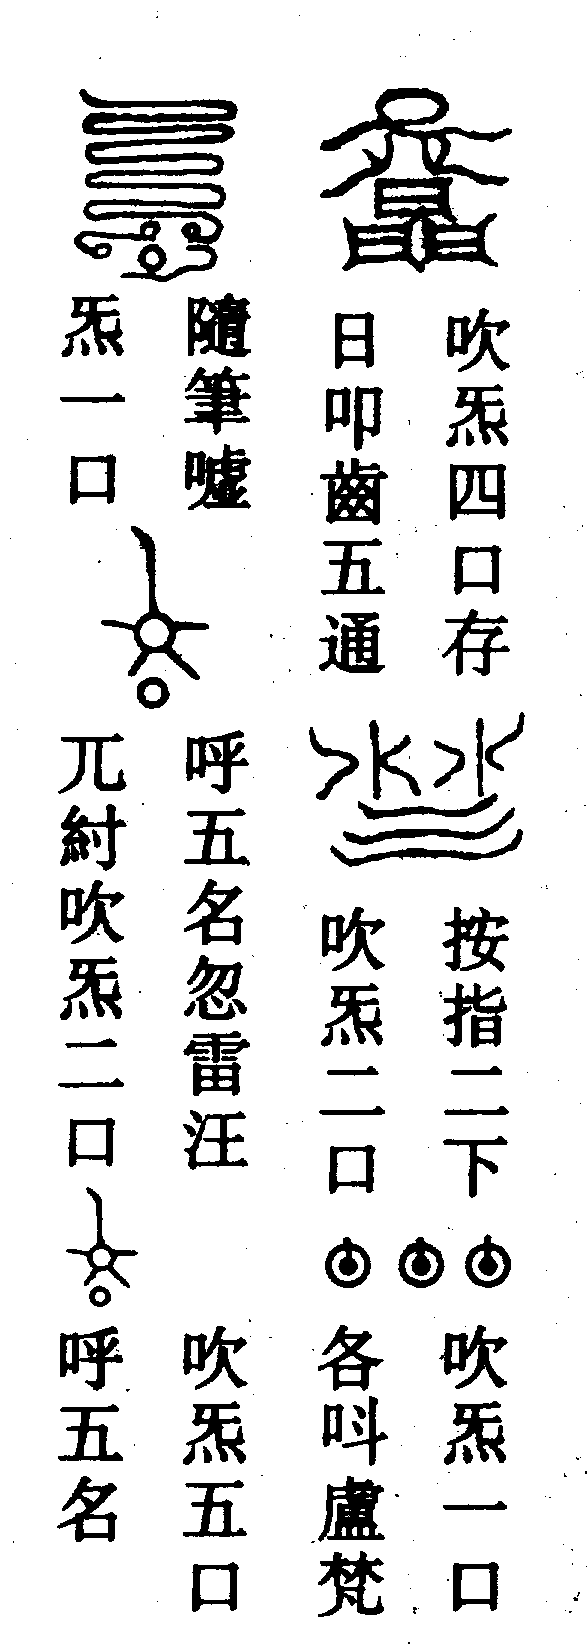 吹炁四口存
日叩齒五通
按指二下
吹炁二口
吹炁一口
各呌盧梵
隨筆噓
炁一口
呼五名忽雷汪
兀紂吹炁二口
吹炁五口
呼五名